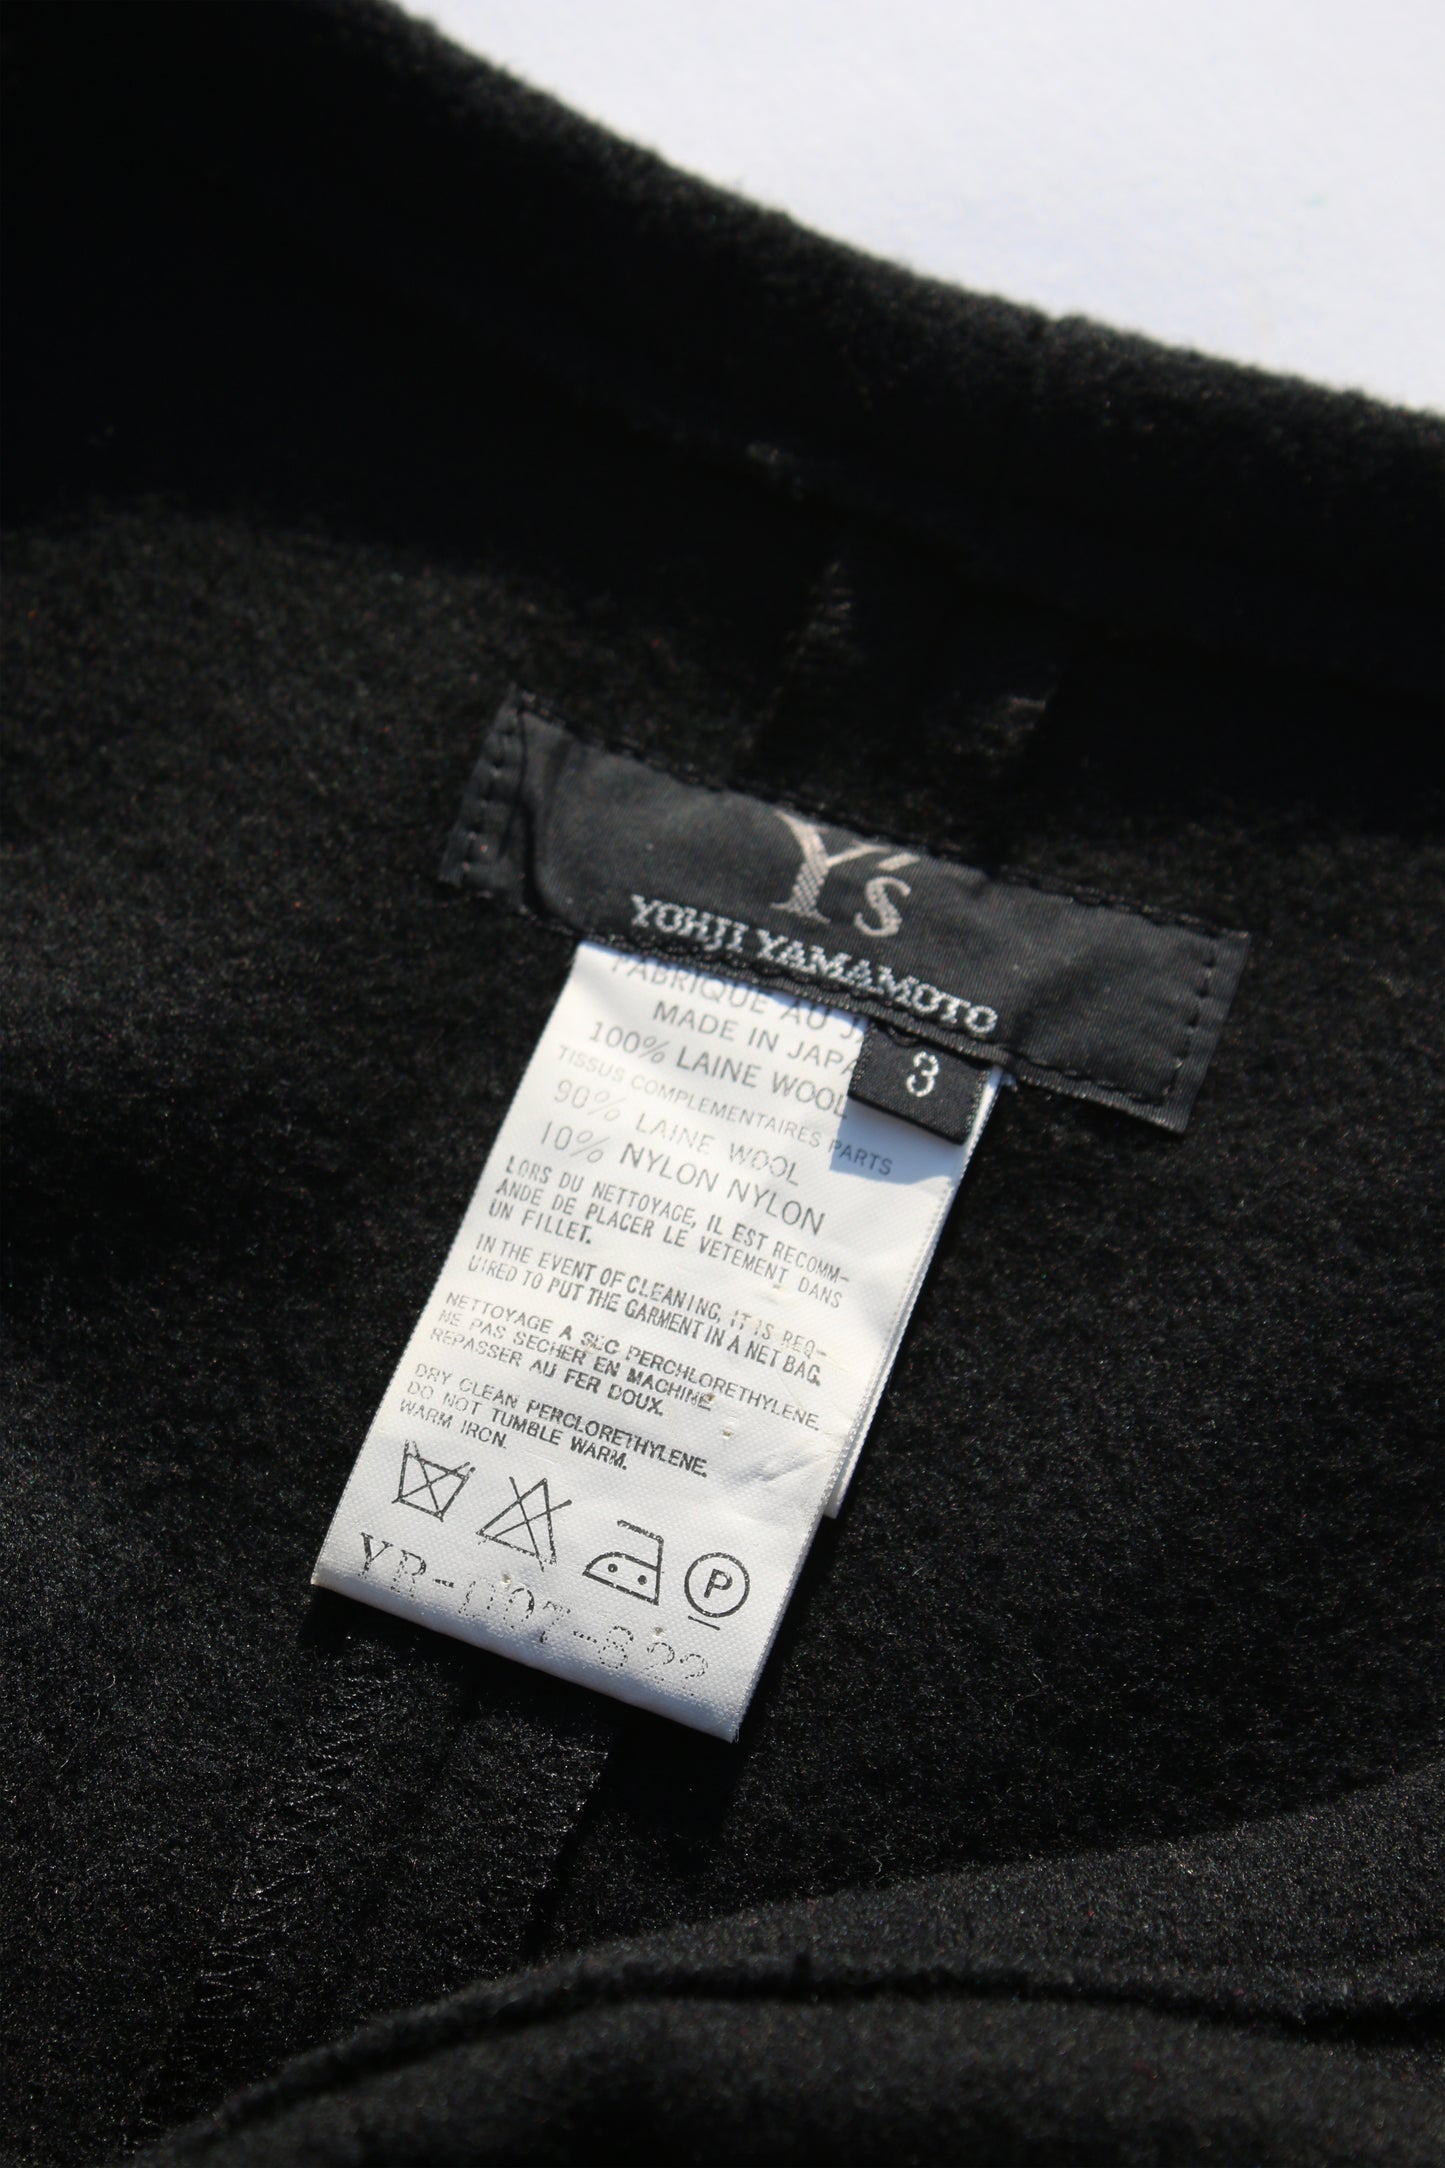 Y's
YOHJI YAMAMOTO
3
FABRIQUE AU
MADE IN
100% LAINE WOOL
TISSUS COMPLEMENTAIRES PARTS
90% LAINE WOOL
10% NYLON NYLON
LORS DU NETTOYAGE, IL EST RECOMM-
ANDE DE PLACER LE VETEMENT DANS
UN FILLET.
IN THE EVENT OF CLEANING, IT IS REQ-
UIRED TO PUT THE GARMENT IN A NET BAG.
NETTOYAGE A SEC PERCHLORETHYLENE.
NE PAS SECHER EN MACHINE.
REPASSER AU FER DOUX.
DRY CLEAN PERCLORETHYLENE.
DO NOT TUMBLE WARM.
WARM IRON.
P
YR-D07-822